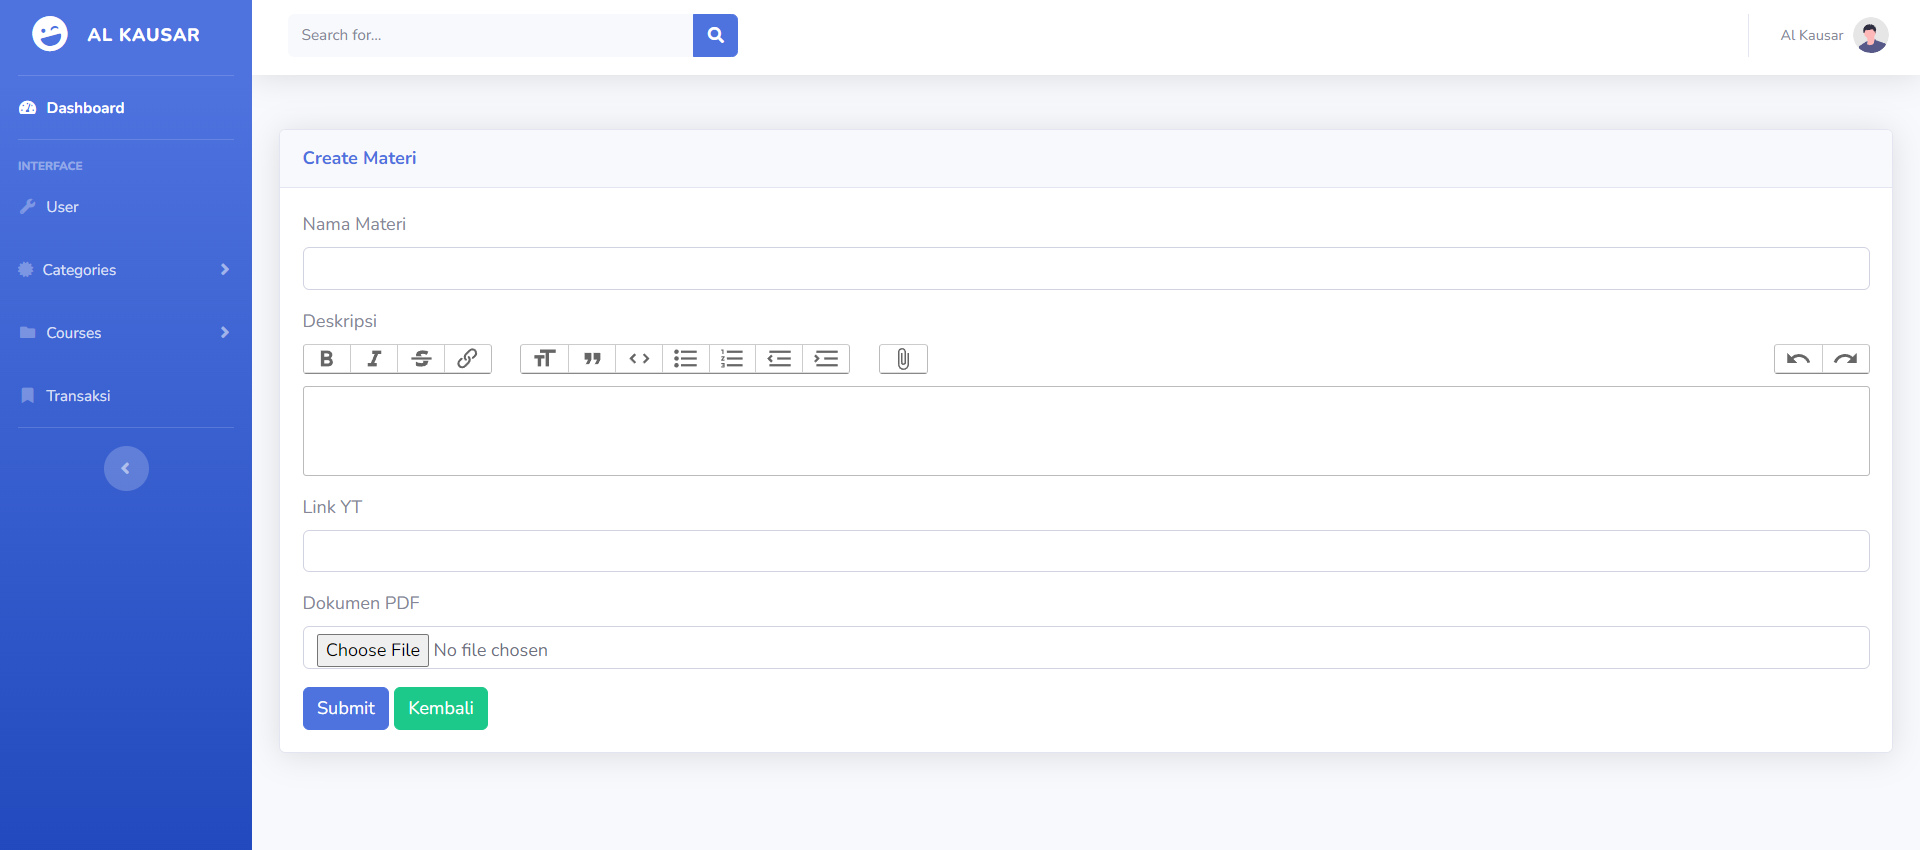 AL KAUSAR
Search for...
Al Kausar
Dashboard
INTERFACE
User
Categories
Courses
Transaksi
Create Materi
Nama Materi
Deskripsi
Link YT
Dokumen PDF
Choose File No file chosen
Submit Kembali